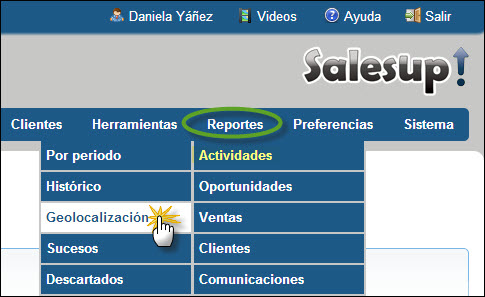 Daniela Yáñez Videos Ayuda Salir
Salesup!
Clientes Herramientas Reportes Preferencias Sistema
Por periodo Actividades
Histórico Oportunidades
Geolocalización Ventas
Sucesos Clientes
Descartados Comunicaciones